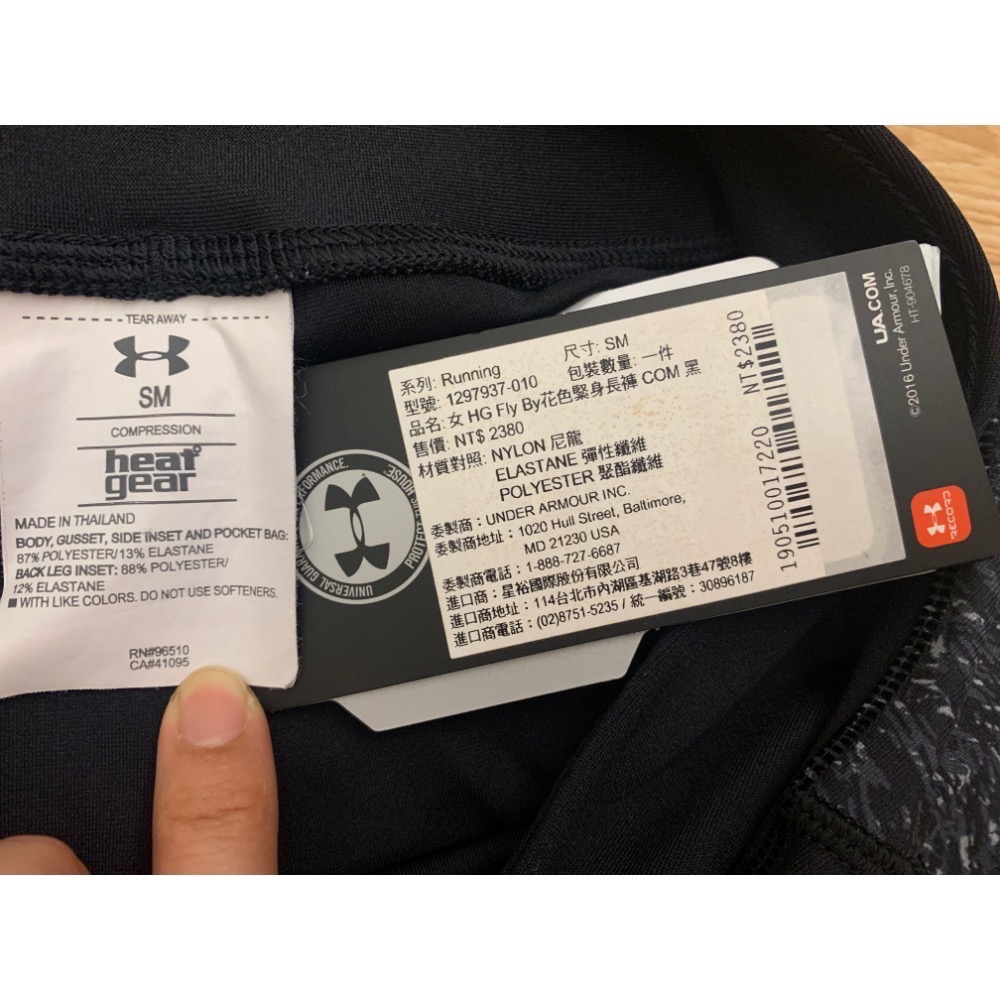 TEAR AWAY
SM
COMPRESSION
heat
gear
MADE IN THAILAND
BODY, GUSSET, SIDE INSET AND POCKET BAG:
87% POLYESTER/13% ELASTANE
BACK LEG INSET: 88% POLYESTER/
12% ELASTANE
■WITH LIKE COLORS. DO NOT USE SOFTENERS.
RN#96510
CA#41095
UNIVERSAL GUAR
PERFORMANCE.
HOUSE.
系列: Running
尺寸: SM
型號: 1297937-010
包裝數量: 一件
品名: 女 HG Fly By花色緊身長褲 COM 黑
售價: NT$ 2380
材質對照: NYLON 尼龍
ELASTANE 彈性纖維
POLYESTER 聚酯纖維
委製商: UNDER ARMOUR INC.
委製商地址: 1020 Hull Street, Baltimore,
MD 21230 USA
委製商電話: 1-888-727-6687
進口商: 星裕國際股份有限公司
進口商地址: 114台北市內湖區基湖路3巷47號8樓
進口商電話: (02)8751-5235 / 統一編號: 30896187
190510017220
NT$2380
UA.COM
©2016 Under Armour, Inc.
HT-904678
RECORD